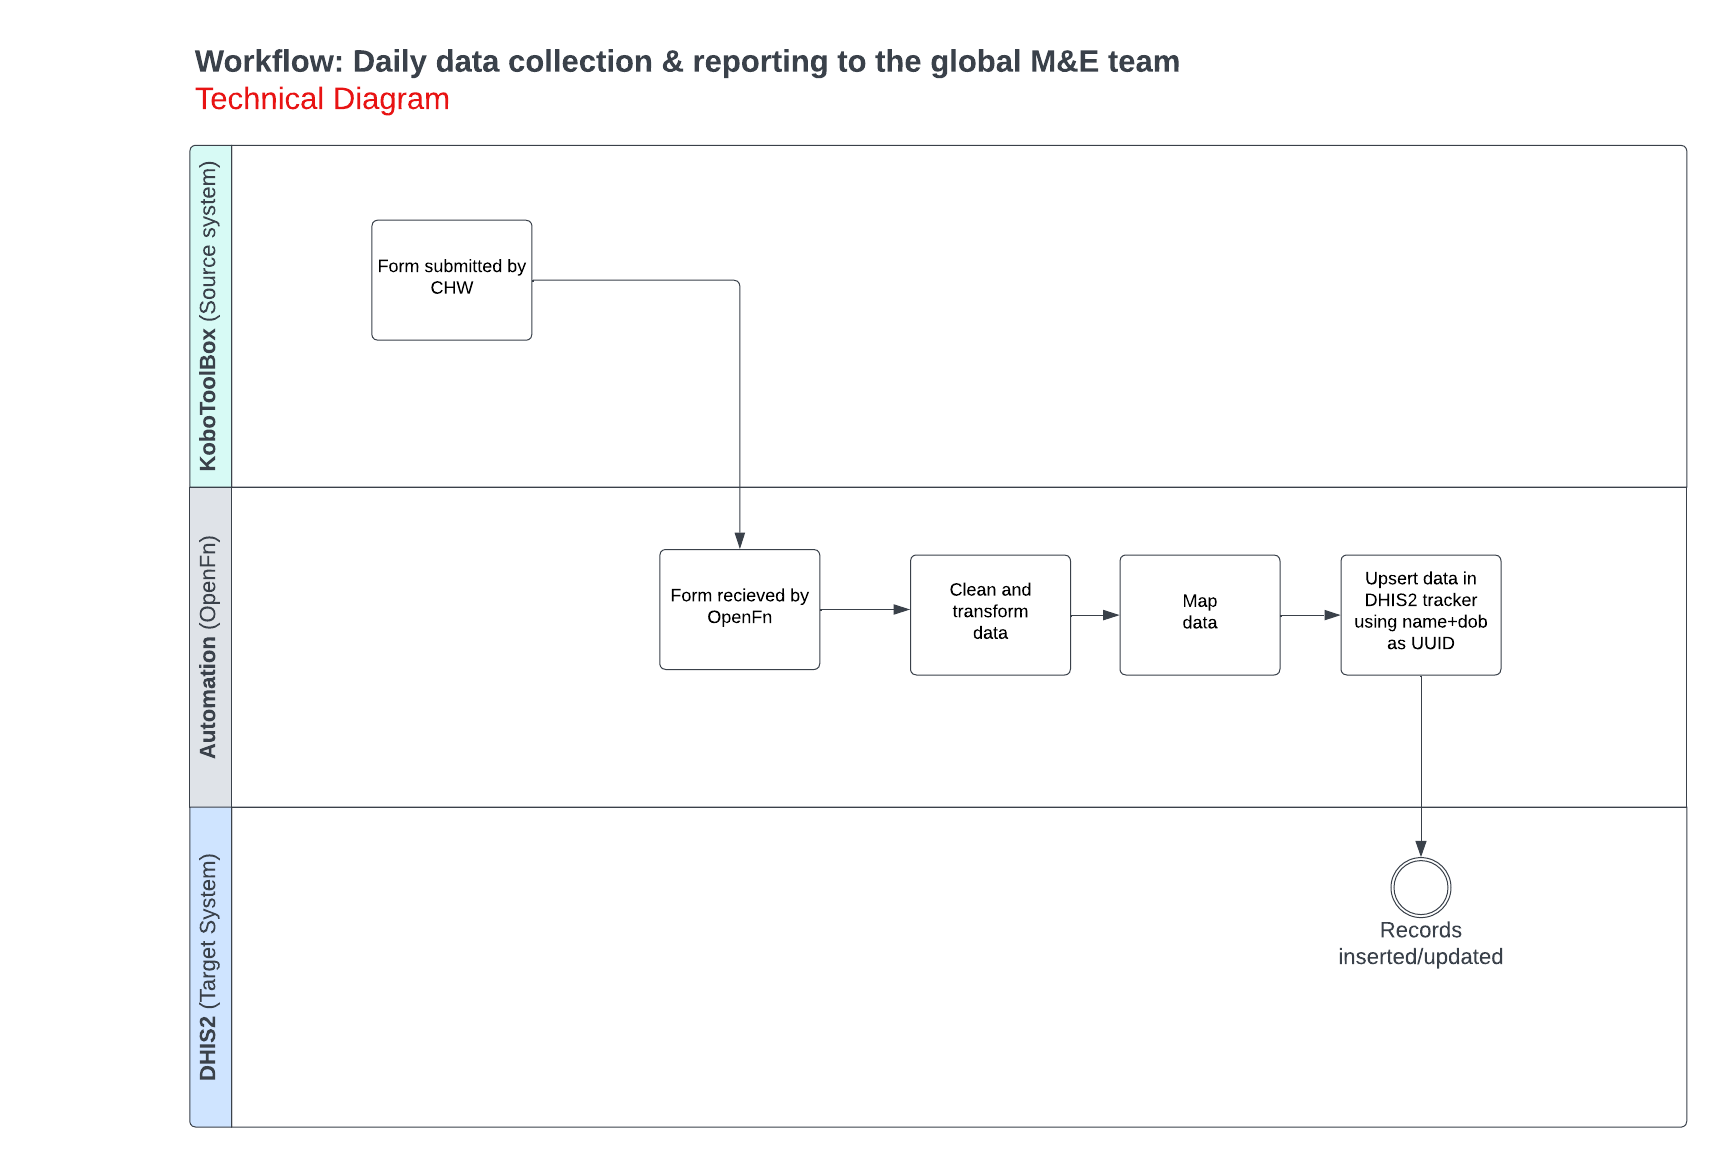 Workflow: Daily data collection & reporting to the global M&E team
Technical Diagram
KoboToolBox (Source system)
Form submitted by
CHW
Automation (OpenFn)
Form recieved by
OpenFn
Clean and
transform
data
Map
data
Upsert data in
DHIS2 tracker
using name+dob
as UUID
DHIS2 (Target System)
Records
inserted/updated